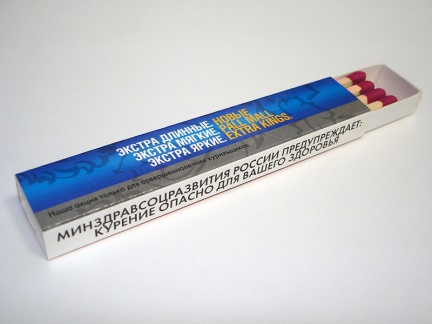 ЭКСТРА ДЛИННЫЕ. НОВЫЕ
ЭКСТРА МЯГКИЕ. PALL MALL
ЭКСТРА ЯРКИЕ. EXTRA KINGS.
Наша акция только для совершеннолетних курильщиков
МИНЗДРАВСОЦРАЗВИТИЯ РОССИИ ПРЕДУПРЕЖДАЕТ:
КУРЕНИЕ ОПАСНО ДЛЯ ВАШЕГО ЗДОРОВЬЯ